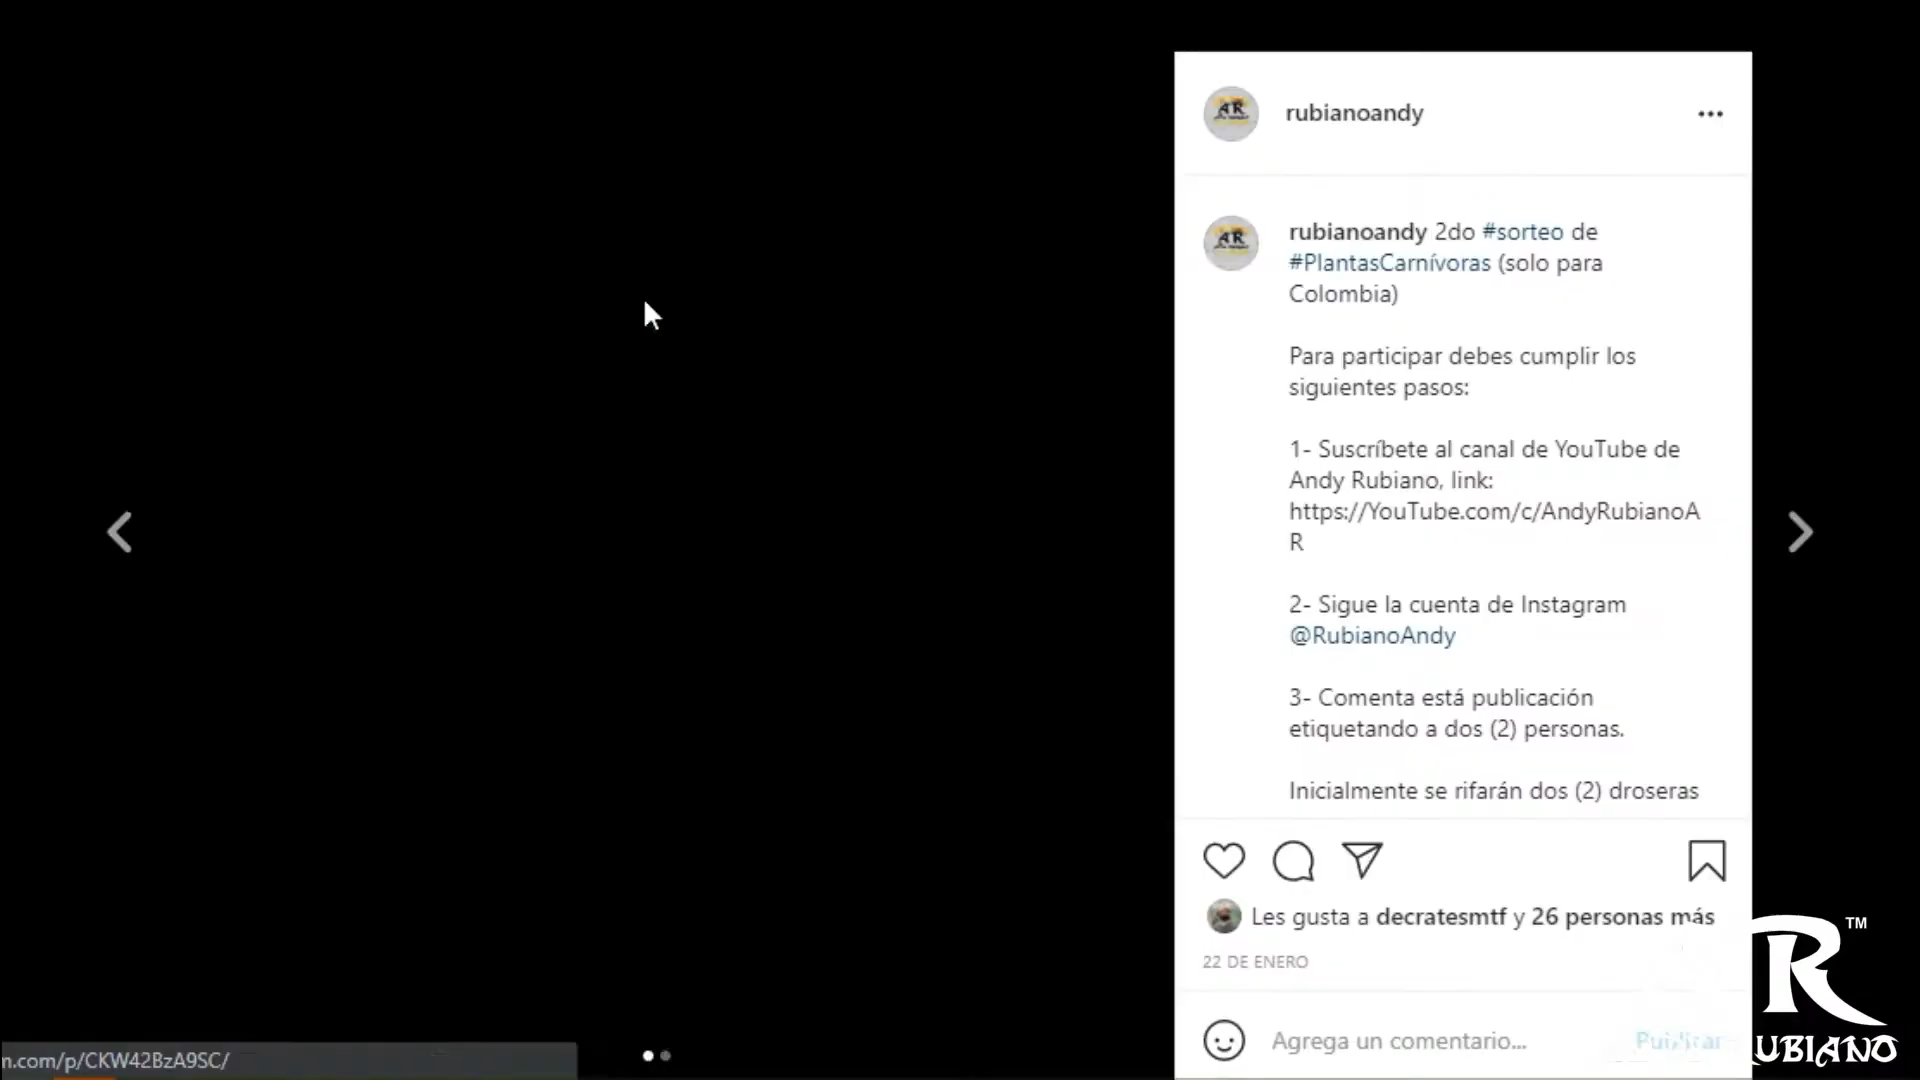 rubianoandy
rubianoandy 2do #sorteo de
#PlantasCarnívoras (solo para
Colombia)
Para participar debes cumplir los
siguientes pasos:
1- Suscríbete al canal de YouTube de
Andy Rubiano, link:
https://YouTube.com/c/AndyRubianoA
R
2- Sigue la cuenta de Instagram
@RubianoAndy
3- Comenta está publicación
etiquetando a dos (2) personas.
Inicialmente se rifarán dos (2) droseras
Les gusta a decratesmtf y 26 personas más
22 DE ENERO
Agrega un comentario...
Publicar
m.com/p/CKW42BzA9SC/
R™
UBIANO